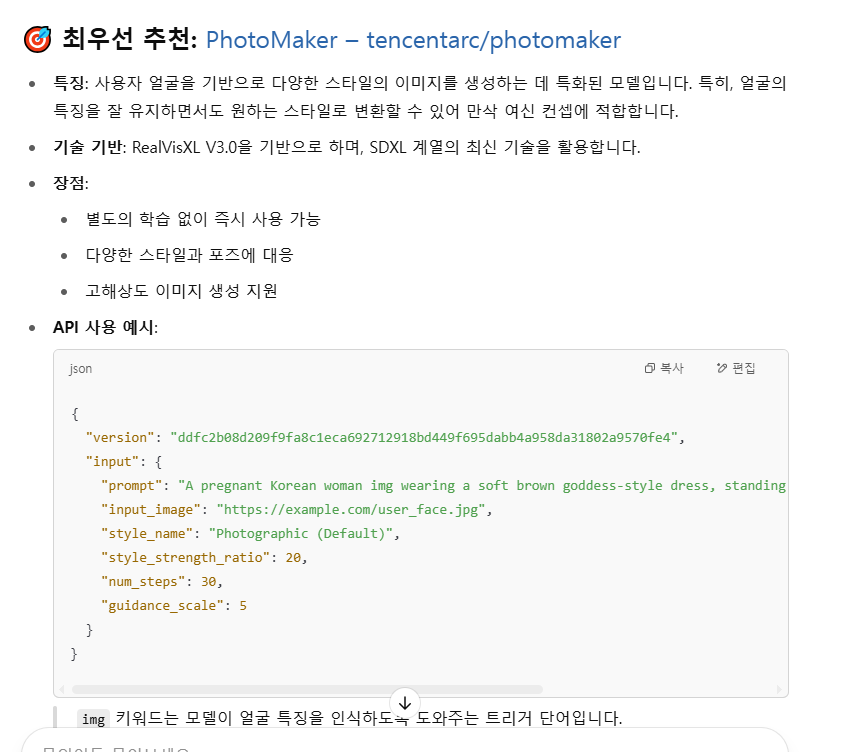 🎯 최우선 추천: PhotoMaker – tencentarc/photomaker
• 특징: 사용자 얼굴을 기반으로 다양한 스타일의 이미지를 생성하는 데 특화된 모델입니다. 특히, 얼굴의
특징을 잘 유지하면서도 원하는 스타일로 변환할 수 있어 만삭 여신 컨셉에 적합합니다.
• 기술 기반: RealVisXL V3.0을 기반으로 하며, SDXL 계열의 최신 기술을 활용합니다.
• 장점:
• 별도의 학습 없이 즉시 사용 가능
• 다양한 스타일과 포즈에 대응
• 고해상도 이미지 생성 지원
• API 사용 예시:
json 복사 편집
{
"version": "ddfc2b08d209f9fa8c1eca692712918bd449f695dabb4a958da31802a9570fe4",
"input": {
"prompt": "A pregnant Korean woman img wearing a soft brown goddess-style dress, standing
"input_image": "https://example.com/user_face.jpg",
"style_name": "Photographic (Default)",
"style_strength_ratio": 20,
"num_steps": 30,
"guidance_scale": 5
}
}
img 키워드는 모델이 얼굴 특징을 인식하도록 도와주는 트리거 단어입니다.